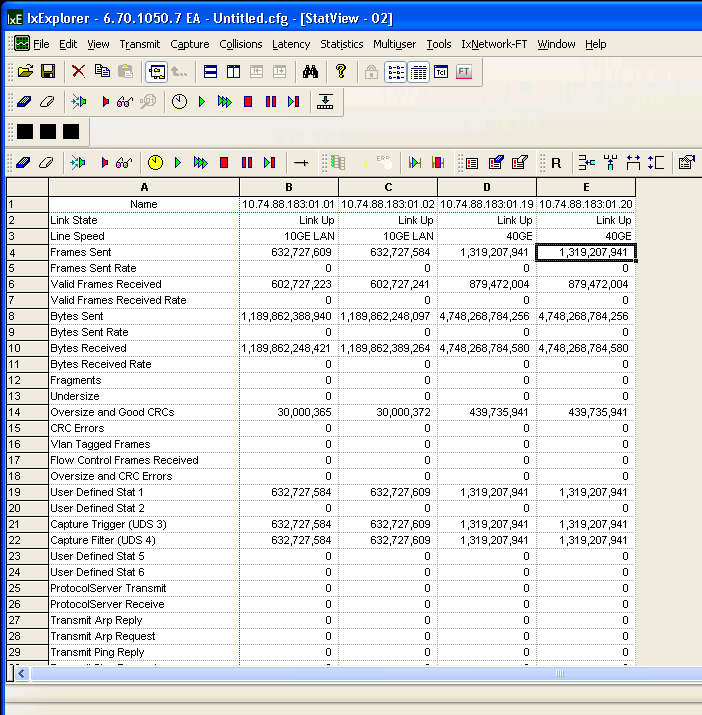 IxExplorer - 6.70.1050.7 EA - Untitled.cfg - [StatView - 02]
File Edit View Transmit Capture Collisions Latency Statistics Multiuser Tools IxNetwork-FT Window Help
Tcl FT
ERO
R
A B C D E
1 Name 10.74.88.183:01.01 10.74.88.183:01.02 10.74.88.183:01.19 10.74.88.183:01.20
2 Link State Link Up Link Up Link Up Link Up
3 Line Speed 10GE LAN 10GE LAN 40GE 40GE
4 Frames Sent 632,727,609 632,727,584 1,319,207,941 1,319,207,941
5 Frames Sent Rate 0 0 0 0
6 Valid Frames Received 602,727,223 602,727,241 879,472,004 879,472,004
7 Valid Frames Received Rate 0 0 0 0
8 Bytes Sent 1,189,862,388,940 1,189,862,248,097 4,748,268,784,256 4,748,268,784,256
9 Bytes Sent Rate 0 0 0 0
10 Bytes Received 1,189,862,248,421 1,189,862,389,264 4,748,268,784,580 4,748,268,784,580
11 Bytes Received Rate 0 0 0 0
12 Fragments 0 0 0 0
13 Undersize 0 0 0 0
14 Oversize and Good CRCs 30,000,365 30,000,372 439,735,941 439,735,941
15 CRC Errors 0 0 0 0
16 Vlan Tagged Frames 0 0 0 0
17 Flow Control Frames Received 0 0 0 0
18 Oversize and CRC Errors 0 0 0 0
19 User Defined Stat 1 632,727,584 632,727,609 1,319,207,941 1,319,207,941
20 User Defined Stat 2 0 0 0 0
21 Capture Trigger (UDS 3) 632,727,584 632,727,609 1,319,207,941 1,319,207,941
22 Capture Filter (UDS 4) 632,727,584 632,727,609 1,319,207,941 1,319,207,941
23 User Defined Stat 5 0 0 0 0
24 User Defined Stat 6 0 0 0 0
25 ProtocolServer Transmit 0 0 0 0
26 ProtocolServer Receive 0 0 0 0
27 Transmit Arp Reply 0 0 0 0
28 Transmit Arp Request 0 0 0 0
29 Transmit Ping Reply 0 0 0 0